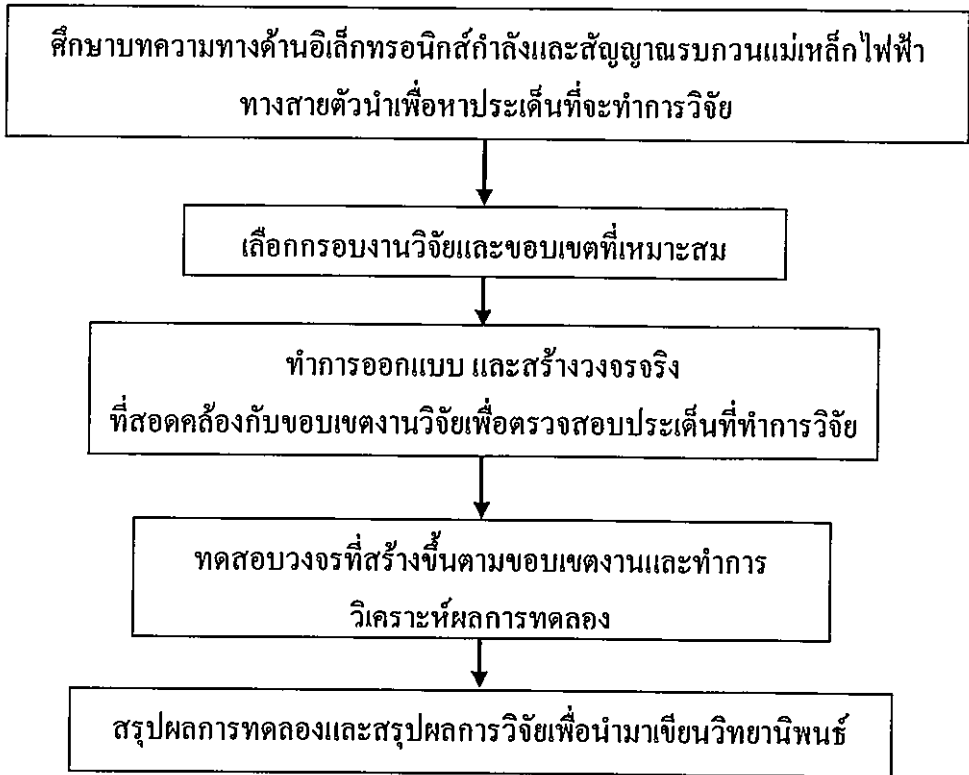 ศึกษาบทความทางด้านอิเล็กทรอนิกส์กำลังและสัญญาณรบกวนแม่เหล็กไฟฟ้า
ทางสายตัวนำเพื่อหาประเด็นที่จะทำการวิจัย
เลือกกรอบงานวิจัยและขอบเขตที่เหมาะสม
ทำการออกแบบ และสร้างวงจรจริง
ที่สอดคล้องกับขอบเขตงานวิจัยเพื่อตรวจสอบประเด็นที่ทำการวิจัย
ทดสอบวงจรที่สร้างขึ้นตามขอบเขตงานและทำการ
วิเคราะห์ผลการทดลอง
สรุปผลการทดลองและสรุปผลการวิจัยเพื่อนำมาเขียนวิทยานิพนธ์